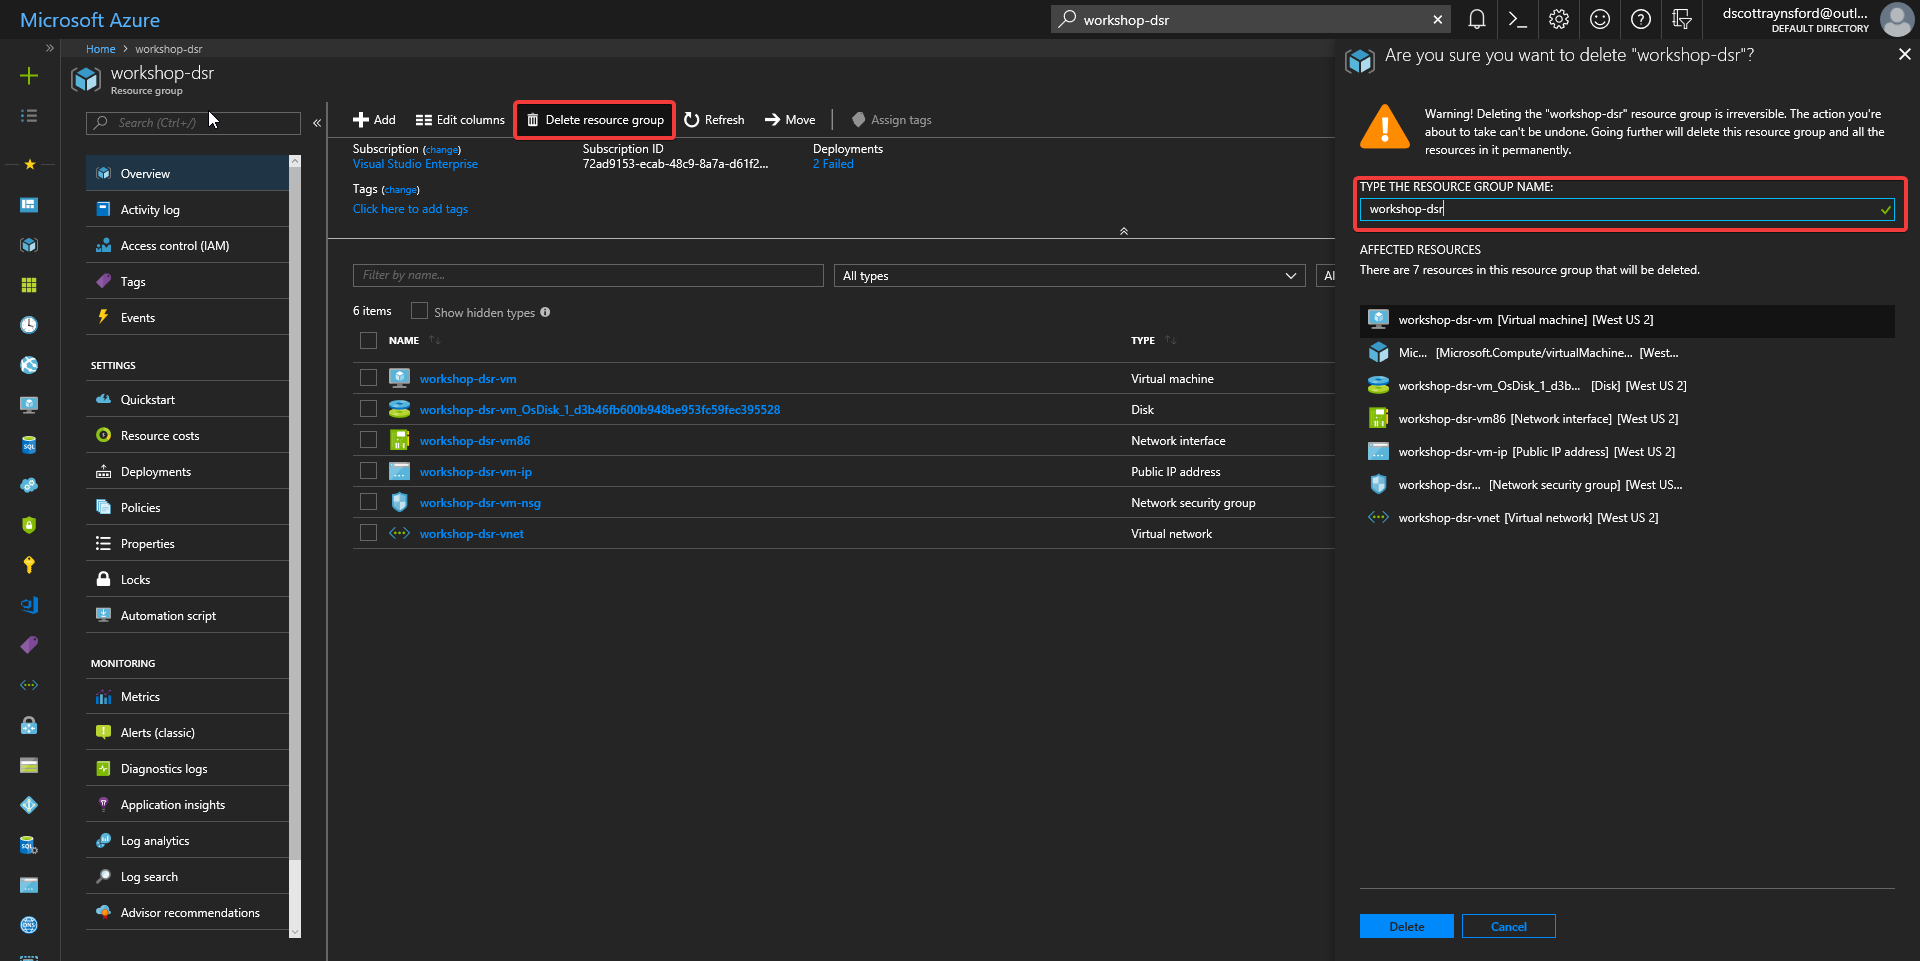 Microsoft Azure
workshop-dsr
dscottraynsford@outl...
DEFAULT DIRECTORY
Home > workshop-dsr
workshop-dsr
Resource group
Search (Ctrl+/)
Overview
Activity log
Access control (IAM)
Tags
Events
SETTINGS
Quickstart
Resource costs
Deployments
Policies
Properties
Locks
Automation script
MONITORING
Metrics
Alerts (classic)
Diagnostics logs
Application insights
Log analytics
Log search
Advisor recommendations
Add
Edit columns
Delete resource group
Refresh
Move
Assign tags
Subscription (change)
Visual Studio Enterprise
Subscription ID
72ad9153-ecab-48c9-8a7a-d61f2...
Deployments
2 Failed
Tags (change)
Click here to add tags
Filter by name...
All types
Al
6 items
Show hidden types
NAME
TYPE
workshop-dsr-vm
Virtual machine
workshop-dsr-vm_OsDisk_1_d3b46fb600b948be953fc59fec395528
Disk
workshop-dsr-vm86
Network interface
workshop-dsr-vm-ip
Public IP address
workshop-dsr-vm-nsg
Network security group
workshop-dsr-vnet
Virtual network
Are you sure you want to delete "workshop-dsr"?
Warning! Deleting the "workshop-dsr" resource group is irreversible. The action you're
about to take can't be undone. Going further will delete this resource group and all the
resources in it permanently.
TYPE THE RESOURCE GROUP NAME:
workshop-dsr
AFFECTED RESOURCES
There are 7 resources in this resource group that will be deleted.
workshop-dsr-vm [Virtual machine] [West US 2]
Mic... [Microsoft.Compute/virtualMachine... [West...
workshop-dsr-vm_OsDisk_1_d3b... [Disk] [West US 2]
workshop-dsr-vm86 [Network interface] [West US 2]
workshop-dsr-vm-ip [Public IP address] [West US 2]
workshop-dsr... [Network security group] [West US...
workshop-dsr-vnet [Virtual network] [West US 2]
Delete
Cancel